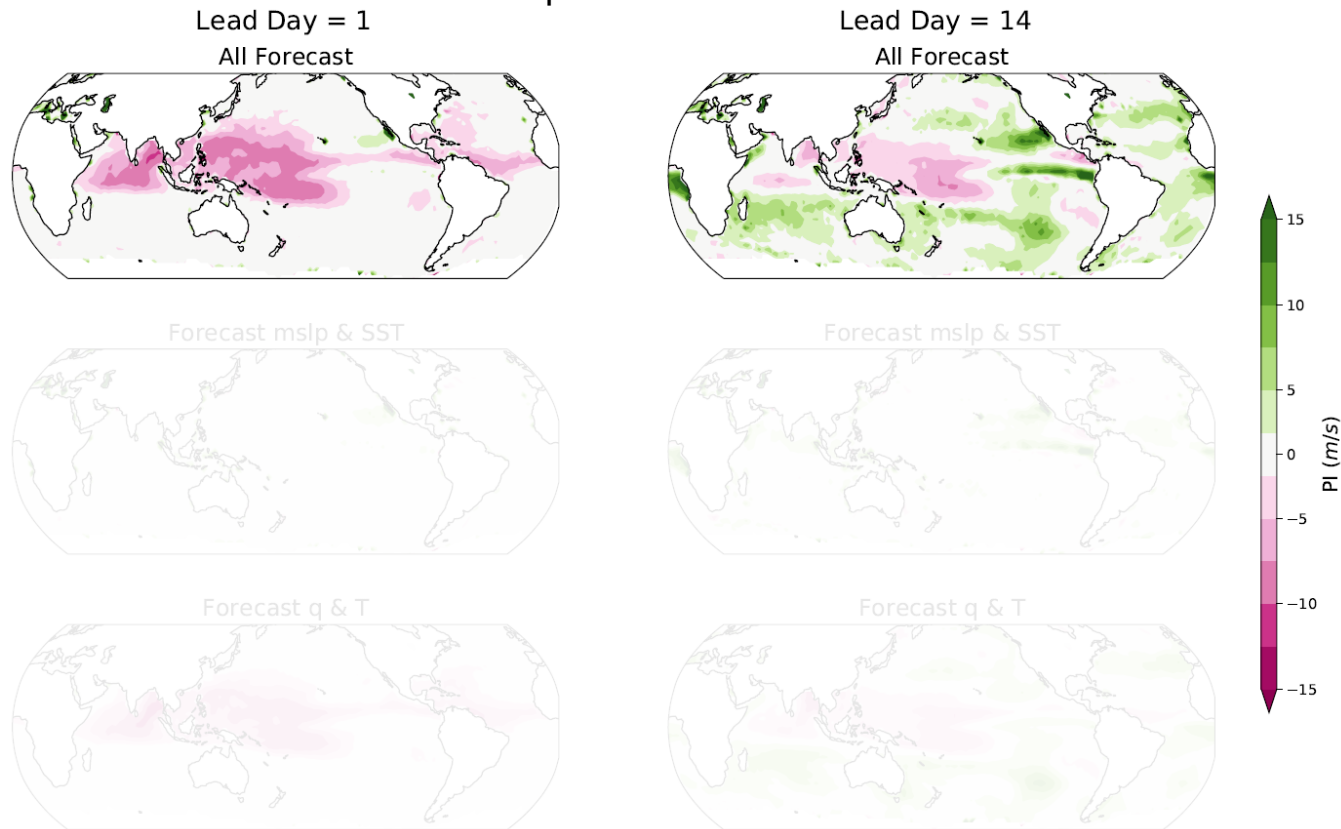 Lead Day = 1
Lead Day = 14
All Forecast
All Forecast
Forecast mslp & SST
Forecast mslp & SST
Forecast q & T
Forecast q & T
15
10
5
0
−5
−10
−15
PI (m/s)